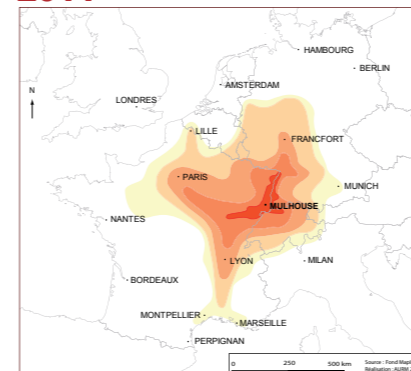 HAMBOURG
BERLIN
AMSTERDAM
N
LONDRES
LILLE
FRANCFORT
PARIS
MUNICH
MULHOUSE
NANTES
LYON
MILAN
BORDEAUX
MONTPELLIER
MARSEILLE
PERPIGNAN
0 250 500 km
Source : Fond
Réalisation : AURM